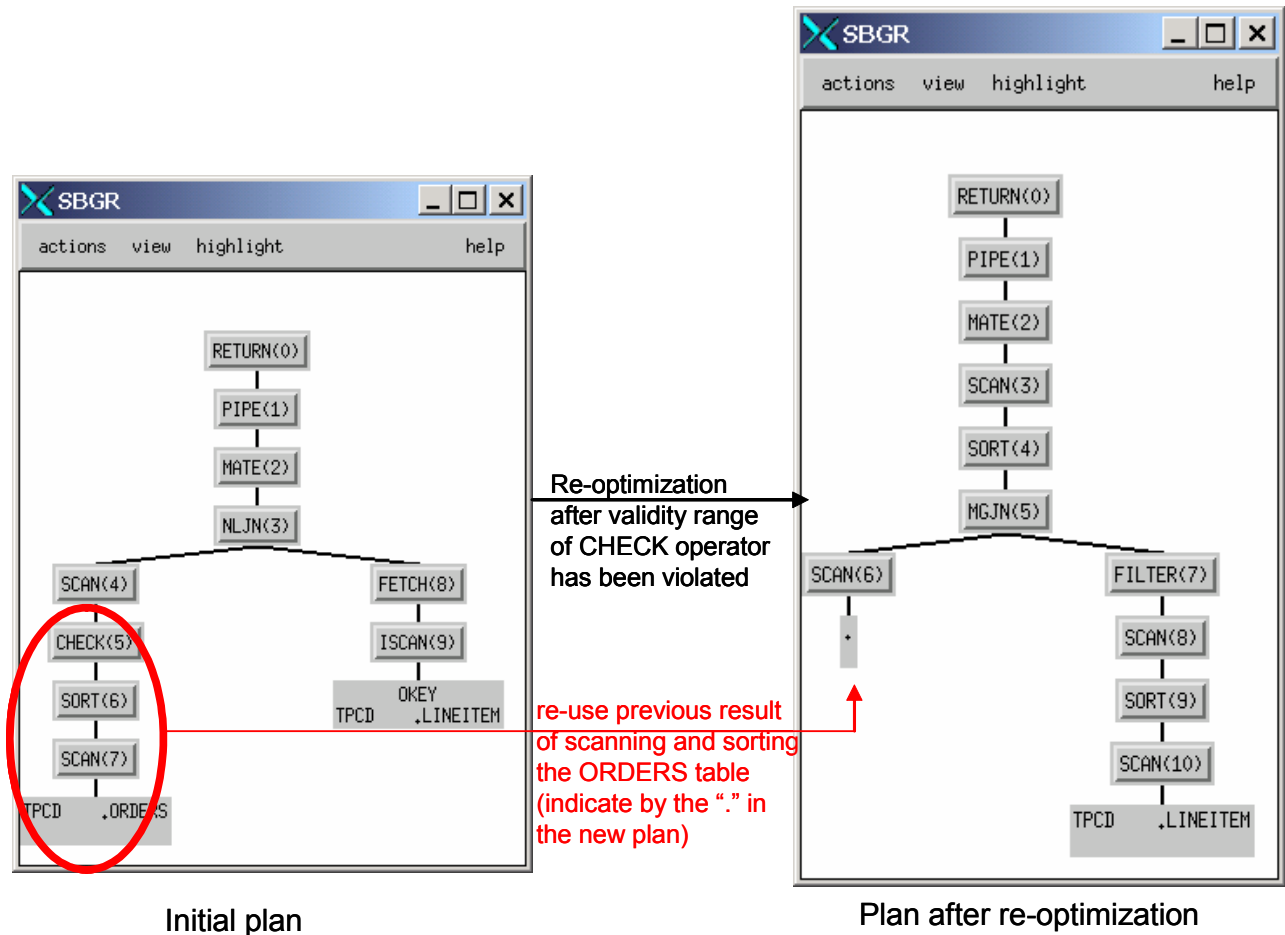 SBGR
actions view highlight help
RETURN(0)
PIPE(1)
MATE(2)
NLJN(3)
SCAN(4)
FETCH(8)
CHECK(5)
ISCAN(9)
SORT(6)
OKEY
TPCD .LINEITEM
SCAN(7)
TPCD .ORDERS
Initial plan
Re-optimization
after validity range
of CHECK operator
has been violated
re-use previous result
of scanning and sorting
the ORDERS table
(indicate by the “.” in
the new plan)
SBGR
actions view highlight help
RETURN(0)
PIPE(1)
MATE(2)
SCAN(3)
SORT(4)
MGJN(5)
SCAN(6)
FILTER(7)
.
SCAN(8)
SORT(9)
SCAN(10)
TPCD .LINEITEM
Plan after re-optimization